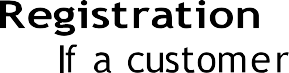 Registration
If a customer